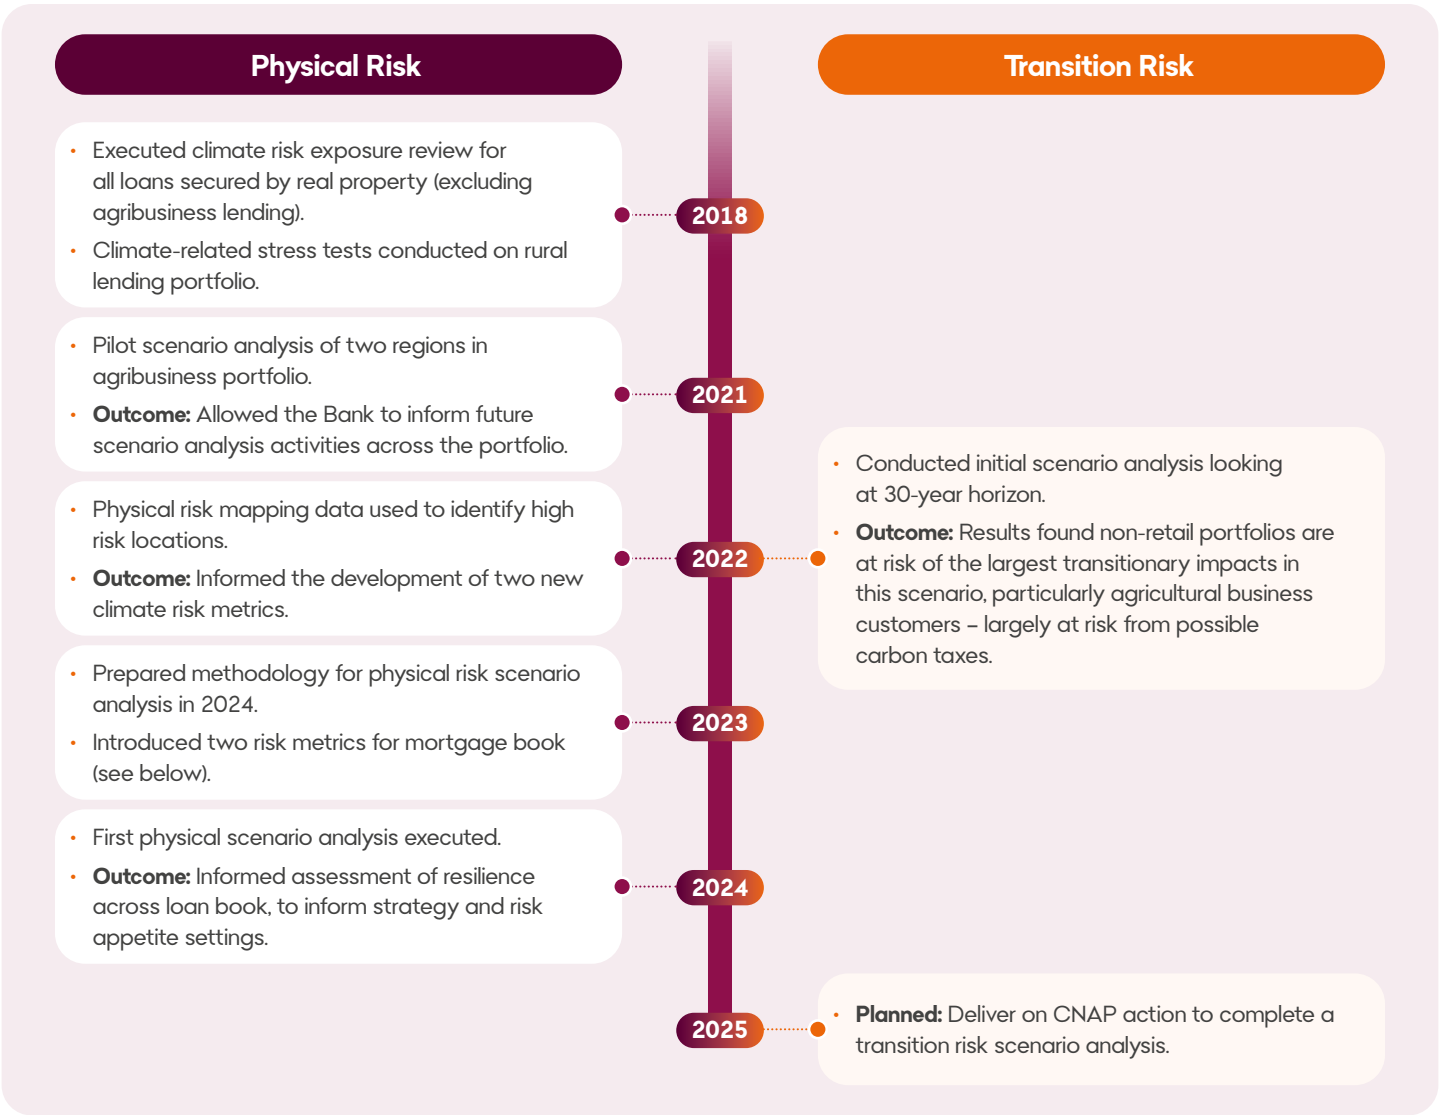 Physical Risk
Transition Risk
• Executed climate risk exposure review for
all loans secured by real property (excluding
agribusiness lending).
• Climate-related stress tests conducted on rural
lending portfolio.
2018
• Pilot scenario analysis of two regions in
agribusiness portfolio.
• Outcome: Allowed the Bank to inform future
scenario analysis activities across the portfolio.
2021
• Physical risk mapping data used to identify high
risk locations.
• Outcome: Informed the development of two new
climate risk metrics.
2022
• Conducted initial scenario analysis looking
at 30-year horizon.
• Outcome: Results found non-retail portfolios are
at risk of the largest transitionary impacts in
this scenario, particularly agricultural business
customers – largely at risk from possible
carbon taxes.
• Prepared methodology for physical risk scenario
analysis in 2024.
• Introduced two risk metrics for mortgage book
(see below).
2023
• First physical scenario analysis executed.
• Outcome: Informed assessment of resilience
across loan book, to inform strategy and risk
appetite settings.
2024
2025
• Planned: Deliver on CNAP action to complete a
transition risk scenario analysis.